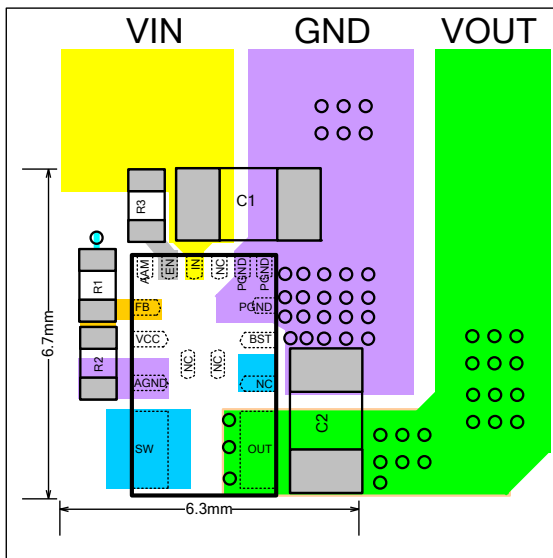 VIN GND VOUT
R3
C1
AAM EN IN NC PGND PGND
R1
FB
PGND
VCC
BST
R2
NC NC
AGND
NC
C2
SW
OUT
6.7mm
6.3mm